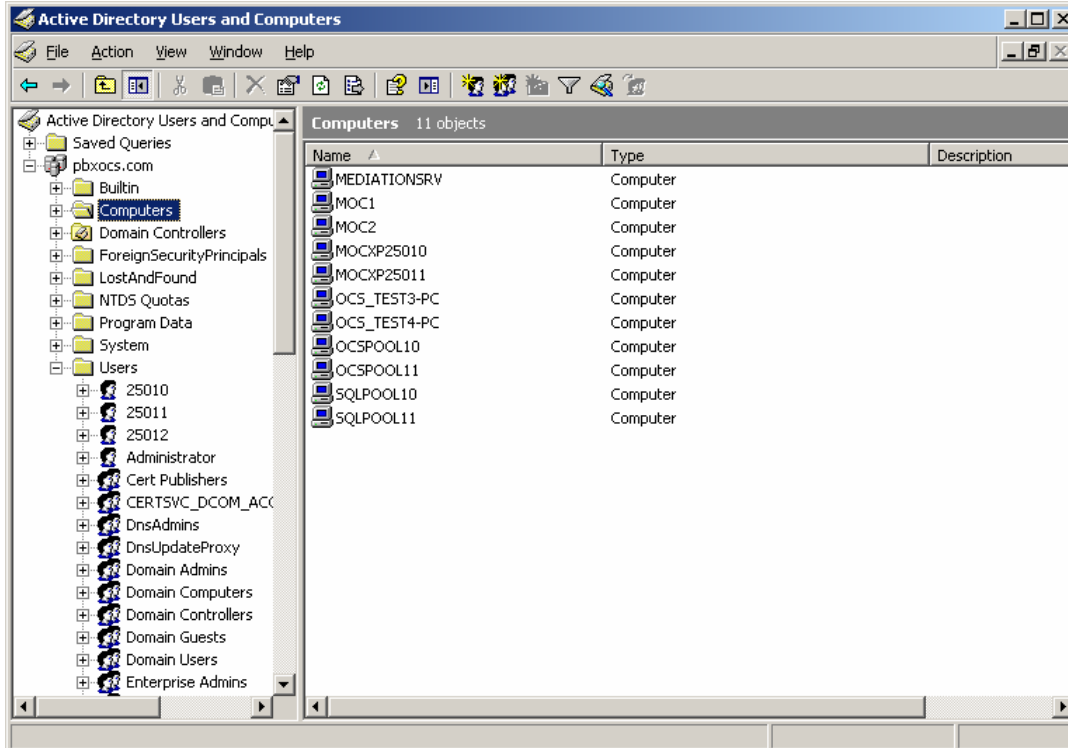 Active Directory Users and Computers
File Action View Window Help
Active Directory Users and Compu
Saved Queries
pbxocs.com
Builtin
Computers
Domain Controllers
ForeignSecurityPrincipals
LostAndFound
NTDS Quotas
Program Data
System
Users
25010
25011
25012
Administrator
Cert Publishers
CERTSVC_DCOM_ACC
DnsAdmins
DnsUpdateProxy
Domain Admins
Domain Computers
Domain Controllers
Domain Guests
Domain Users
Enterprise Admins
Computers 11 objects
Name Type Description
MEDIATIONSRV Computer
MOC1 Computer
MOC2 Computer
MOCXP25010 Computer
MOCXP25011 Computer
OCS_TEST3-PC Computer
OCS_TEST4-PC Computer
OCSPOOL10 Computer
OCSPOOL11 Computer
SQLPOOL10 Computer
SQLPOOL11 Computer